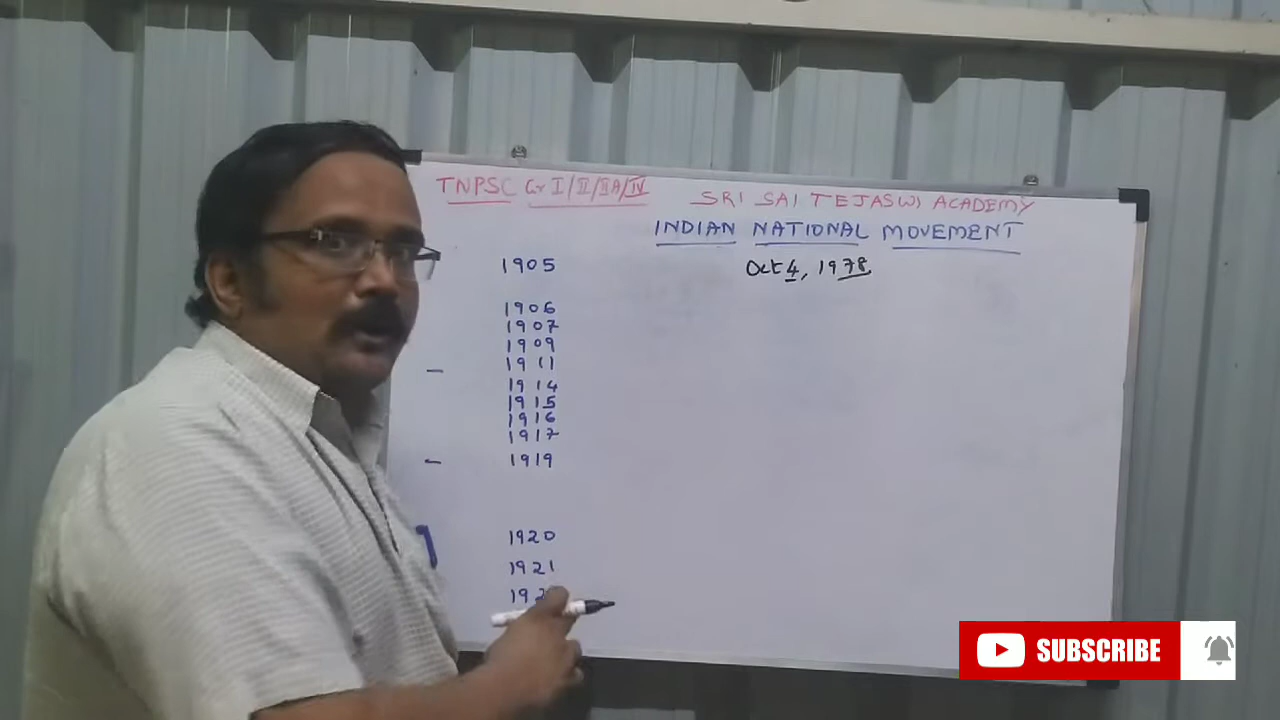 TNPSC Gr I/II/IIA/IV
SRI SAI TEJASWI ACADEMY
INDIAN NATIONAL MOVEMENT
1905
Oct 4, 1978
1906
1907
1909
- 1911
1914
1915
1916
1917
- 1919
1920
1921
SUBSCRIBE